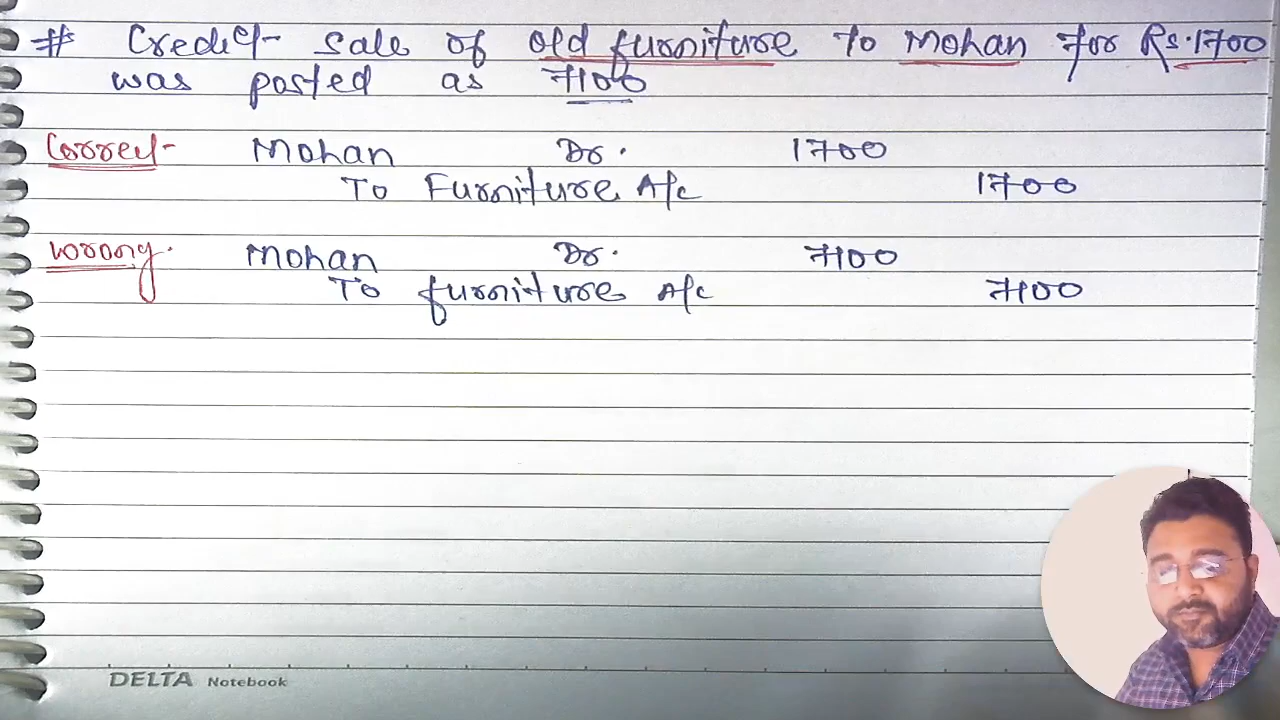 # Credit sale of old furniture to Mohan for Rs.1700
was posted as 7100
Correct- Mohan Dr. 1700
To Furniture A/c 1700
Wrong. Mohan Dr. 7100
To furniture A/c 7100
DELTA Notebook